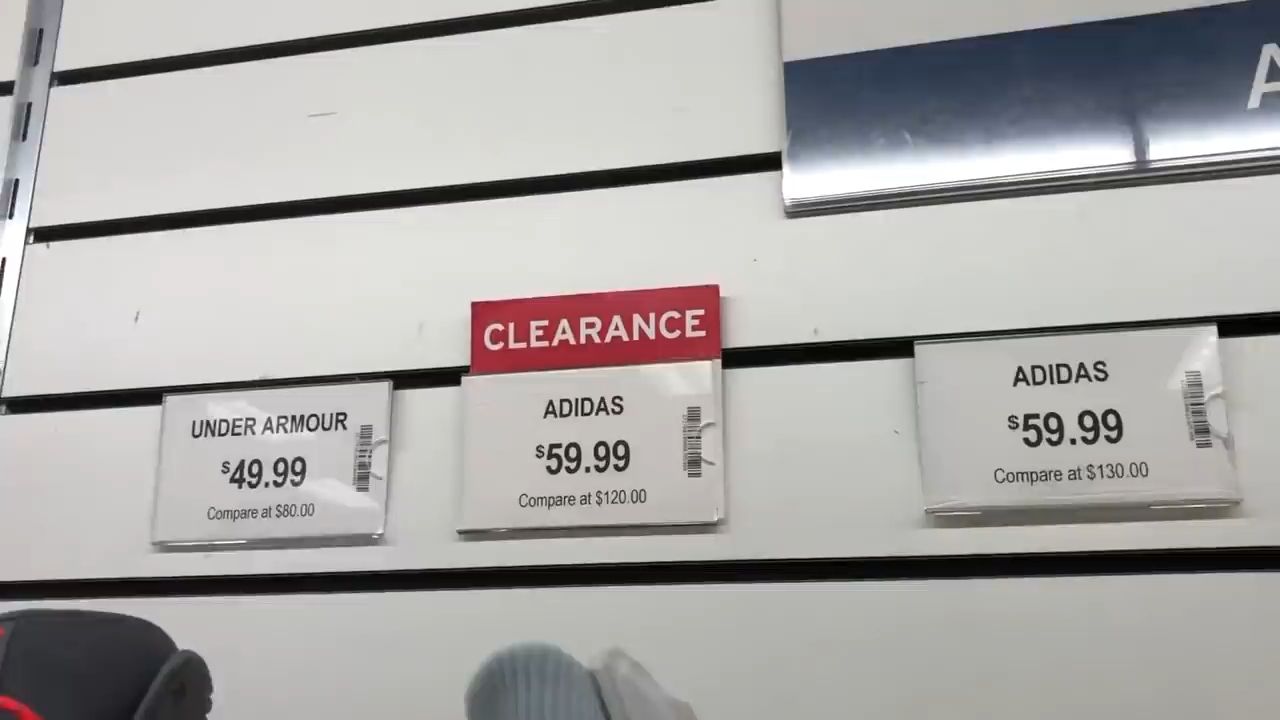 CLEARANCE
UNDER ARMOUR
$49.99
Compare at $80.00
ADIDAS
$59.99
Compare at $120.00
ADIDAS
$59.99
Compare at $130.00